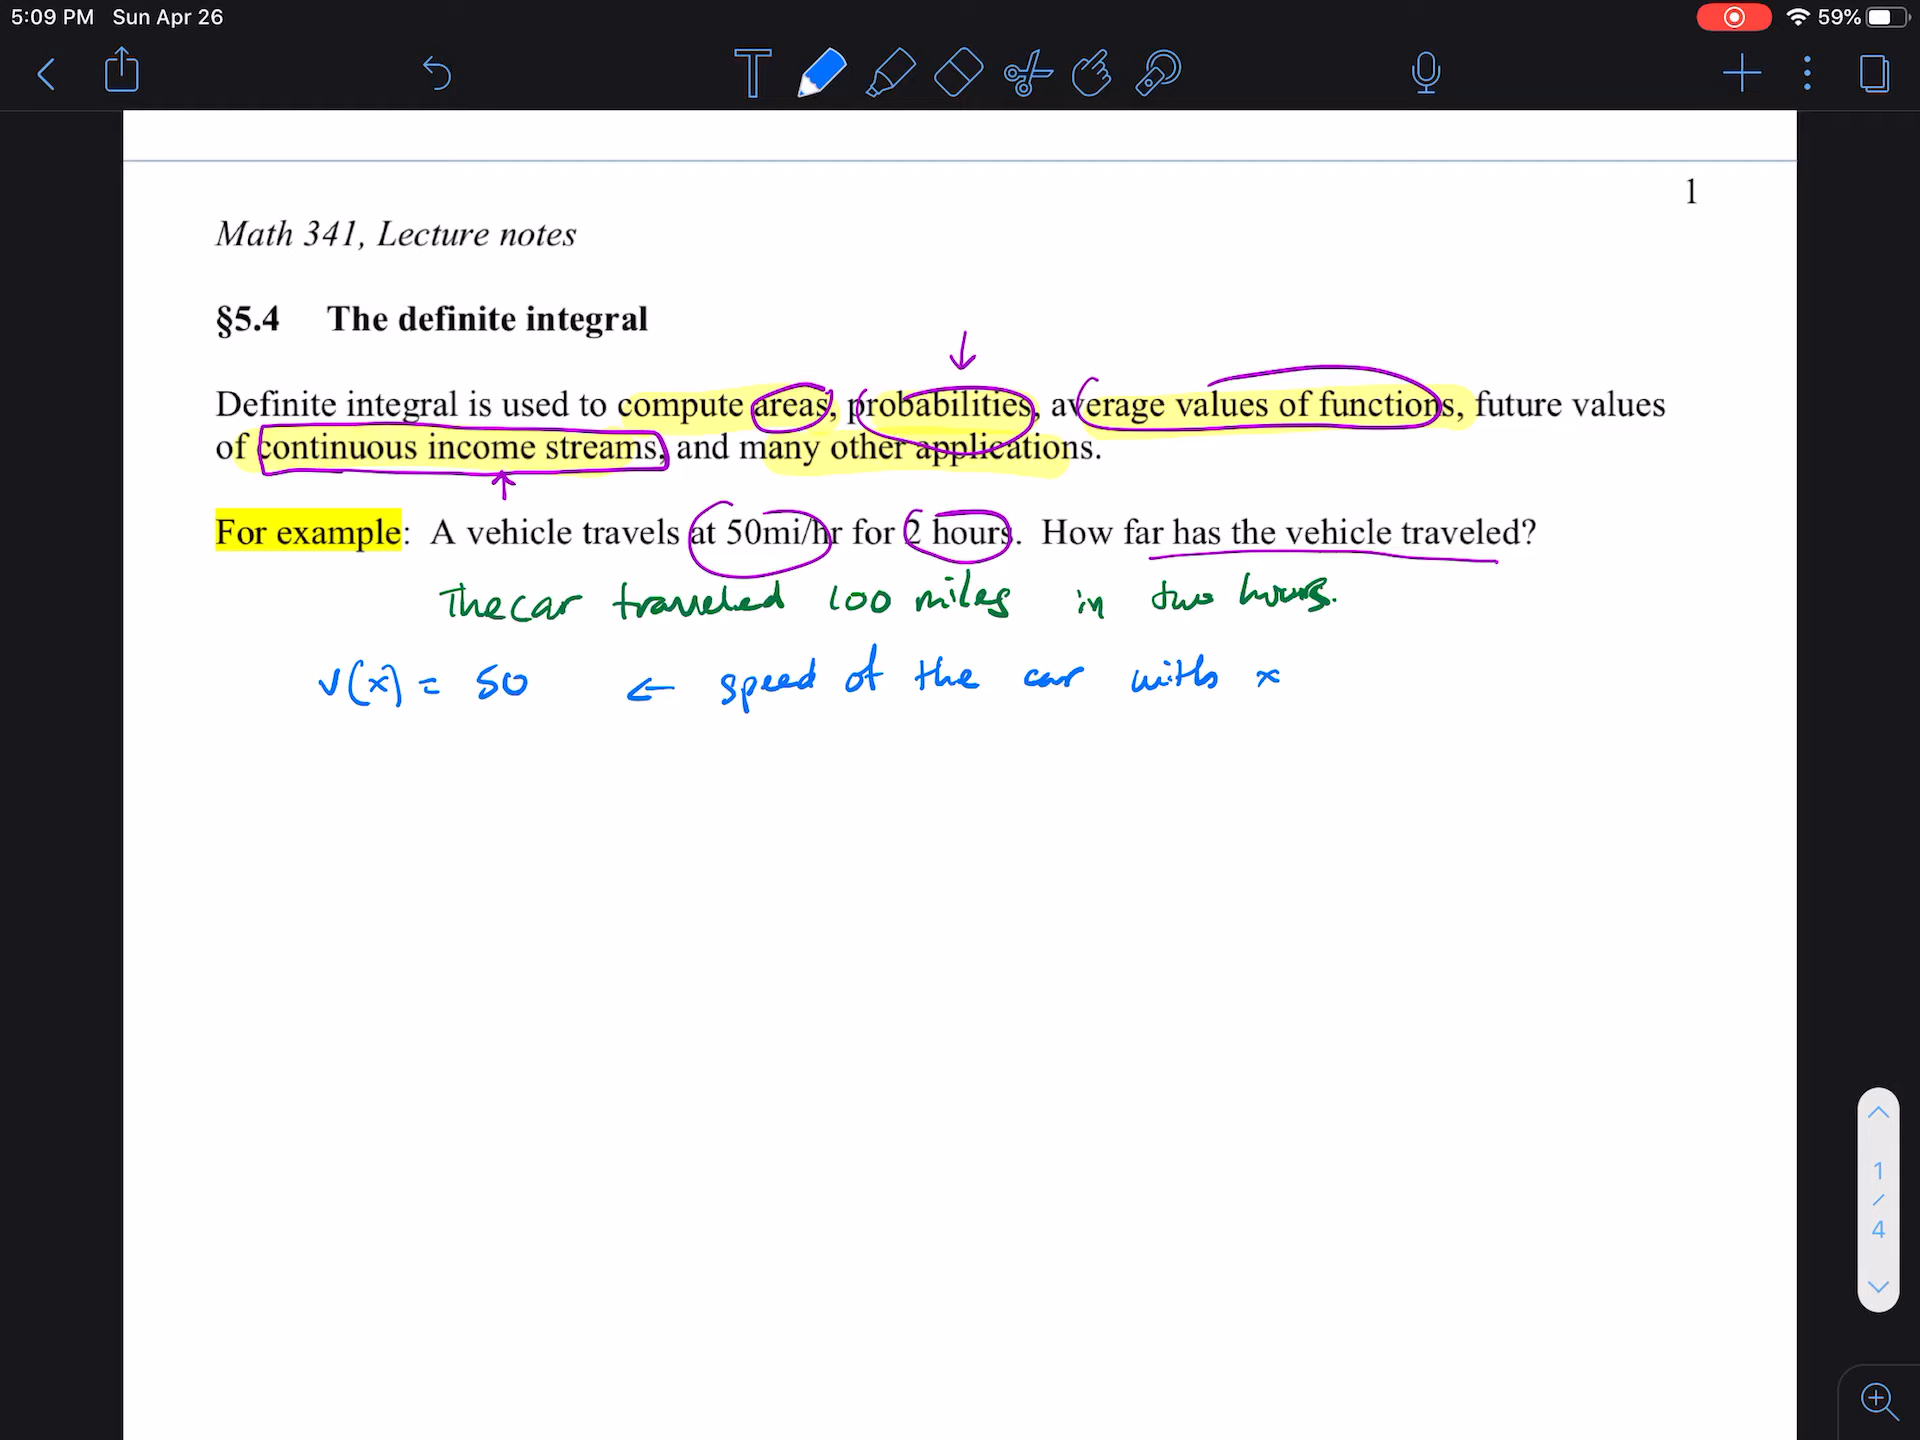 5:09 PM Sun Apr 26
59%
T
1
Math 341, Lecture notes
§5.4 The definite integral
Definite integral is used to compute areas, probabilities, average values of functions, future values
of continuous income streams, and many other applications.
For example: A vehicle travels at 50mi/hr for 2 hours. How far has the vehicle traveled?
The car traveled 100 miles in two hours.
v(x) = 50 ← speed of the car with x
1
/
4